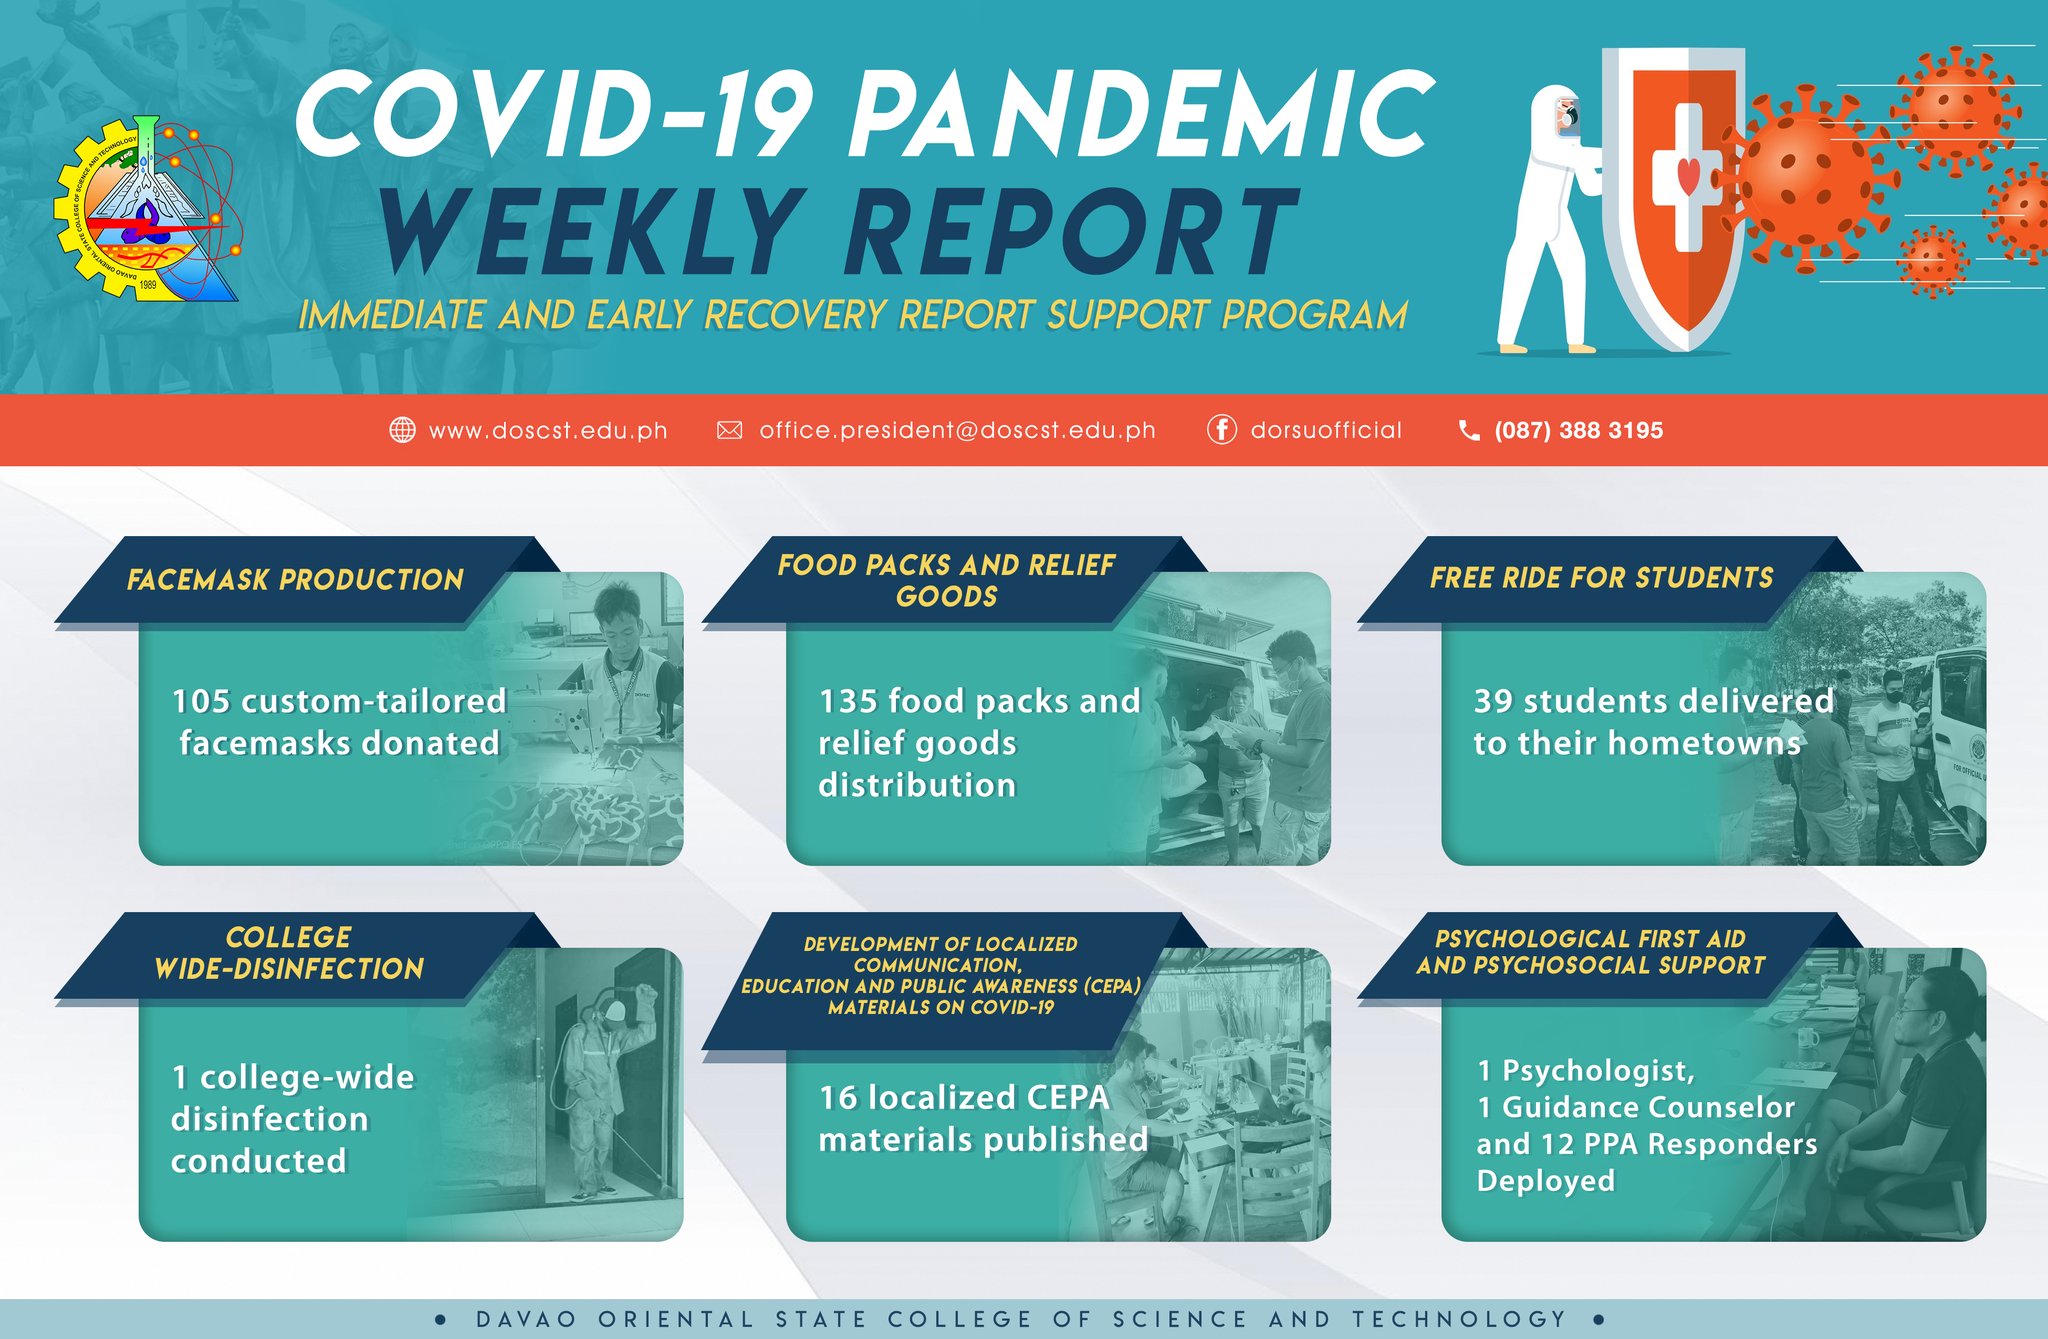 COVID-19 PANDEMIC
WEEKLY REPORT
IMMEDIATE AND EARLY RECOVERY REPORT SUPPORT PROGRAM
DAVAO ORIENTAL STATE COLLEGE OF SCIENCE AND TECHNOLOGY
1989
www.doscst.edu.ph
office.president@doscst.edu.ph
dorsuofficial
(087) 388 3195
FACEMASK PRODUCTION
105 custom-tailored
facemasks donated
FOOD PACKS AND RELIEF
GOODS
135 food packs and
relief goods
distribution
FREE RIDE FOR STUDENTS
39 students delivered
to their hometowns
FOR OFFICIAL U
COLLEGE
WIDE-DISINFECTION
1 college-wide
disinfection
conducted
DEVELOPMENT OF LOCALIZED
COMMUNICATION,
EDUCATION AND PUBLIC AWARENESS (CEPA)
MATERIALS ON COVID-19
16 localized CEPA
materials published
PSYCHOLOGICAL FIRST AID
AND PSYCHOSOCIAL SUPPORT
1 Psychologist,
1 Guidance Counselor
and 12 PPA Responders
Deployed
• DAVAO ORIENTAL STATE COLLEGE OF SCIENCE AND TECHNOLOGY •